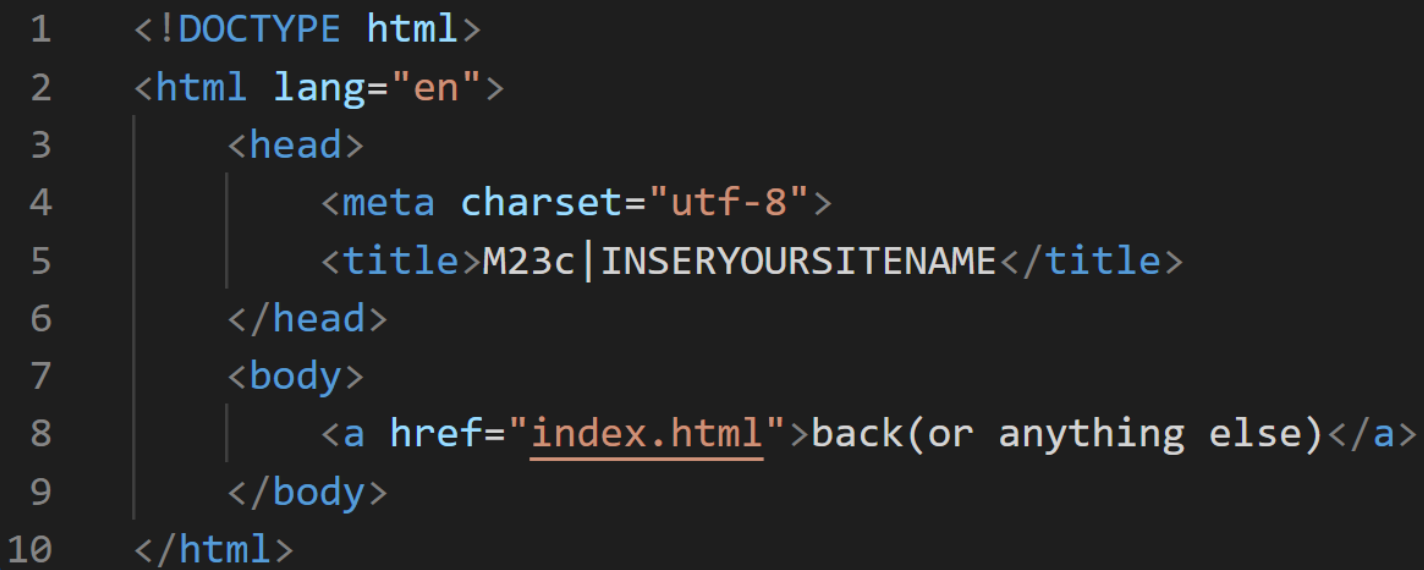 1 <!DOCTYPE html>
2 <html lang="en">
3 <head>
4 <meta charset="utf-8">
5 <title>M23c|INSERYOURSITENAME</title>
6 </head>
7 <body>
8 <a href="index.html">back(or anything else)</a>
9 </body>
10 </html>